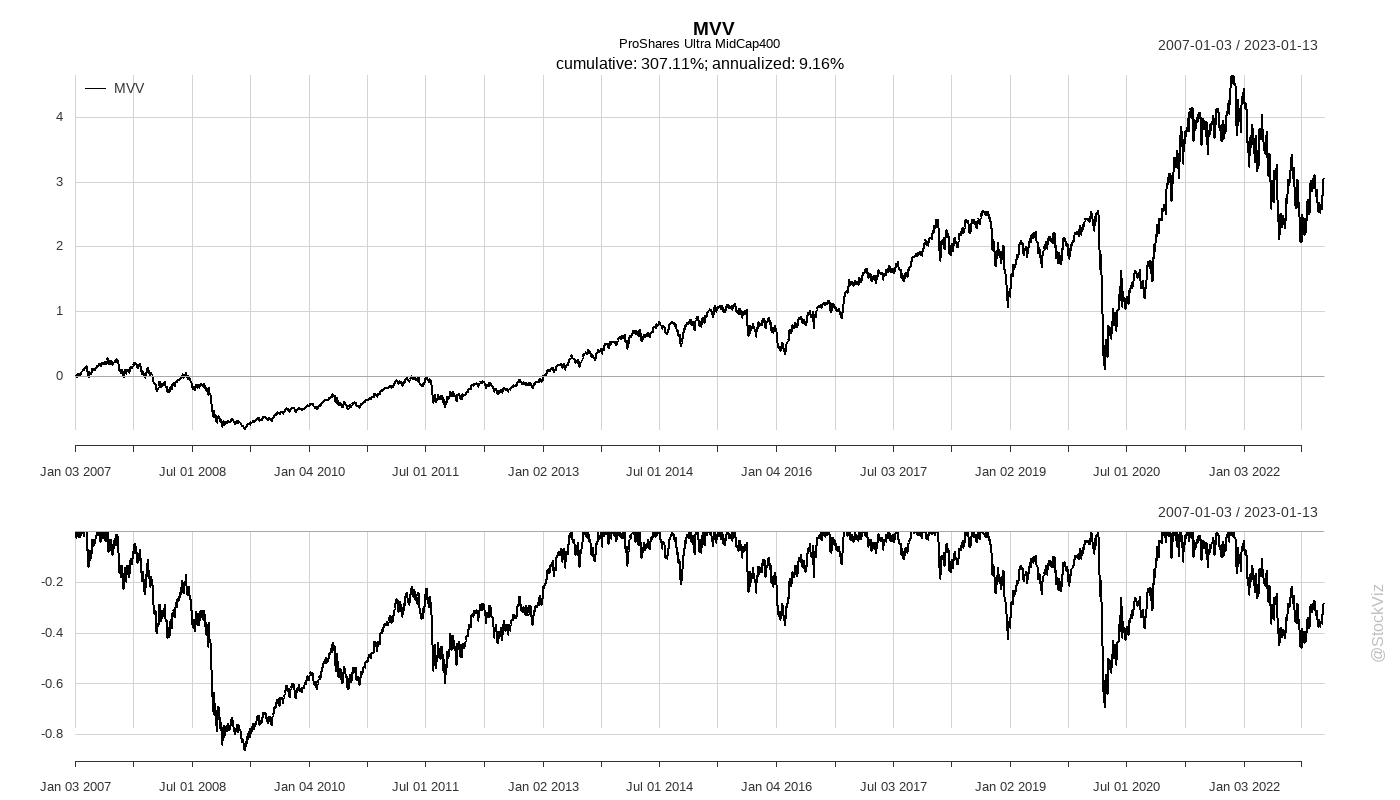 MVV
ProShares Ultra MidCap400
2007-01-03 / 2023-01-13
cumulative: 307.11%; annualized: 9.16%
MVV
4
3
2
1
0
Jan 03 2007 Jul 01 2008 Jan 04 2010 Jul 01 2011 Jan 02 2013 Jul 01 2014 Jan 04 2016 Jul 03 2017 Jan 02 2019 Jul 01 2020 Jan 03 2022
2007-01-03 / 2023-01-13
-0.2
-0.4
-0.6
-0.8
Jan 03 2007 Jul 01 2008 Jan 04 2010 Jul 01 2011 Jan 02 2013 Jul 01 2014 Jan 04 2016 Jul 03 2017 Jan 02 2019 Jul 01 2020 Jan 03 2022
@StockViz